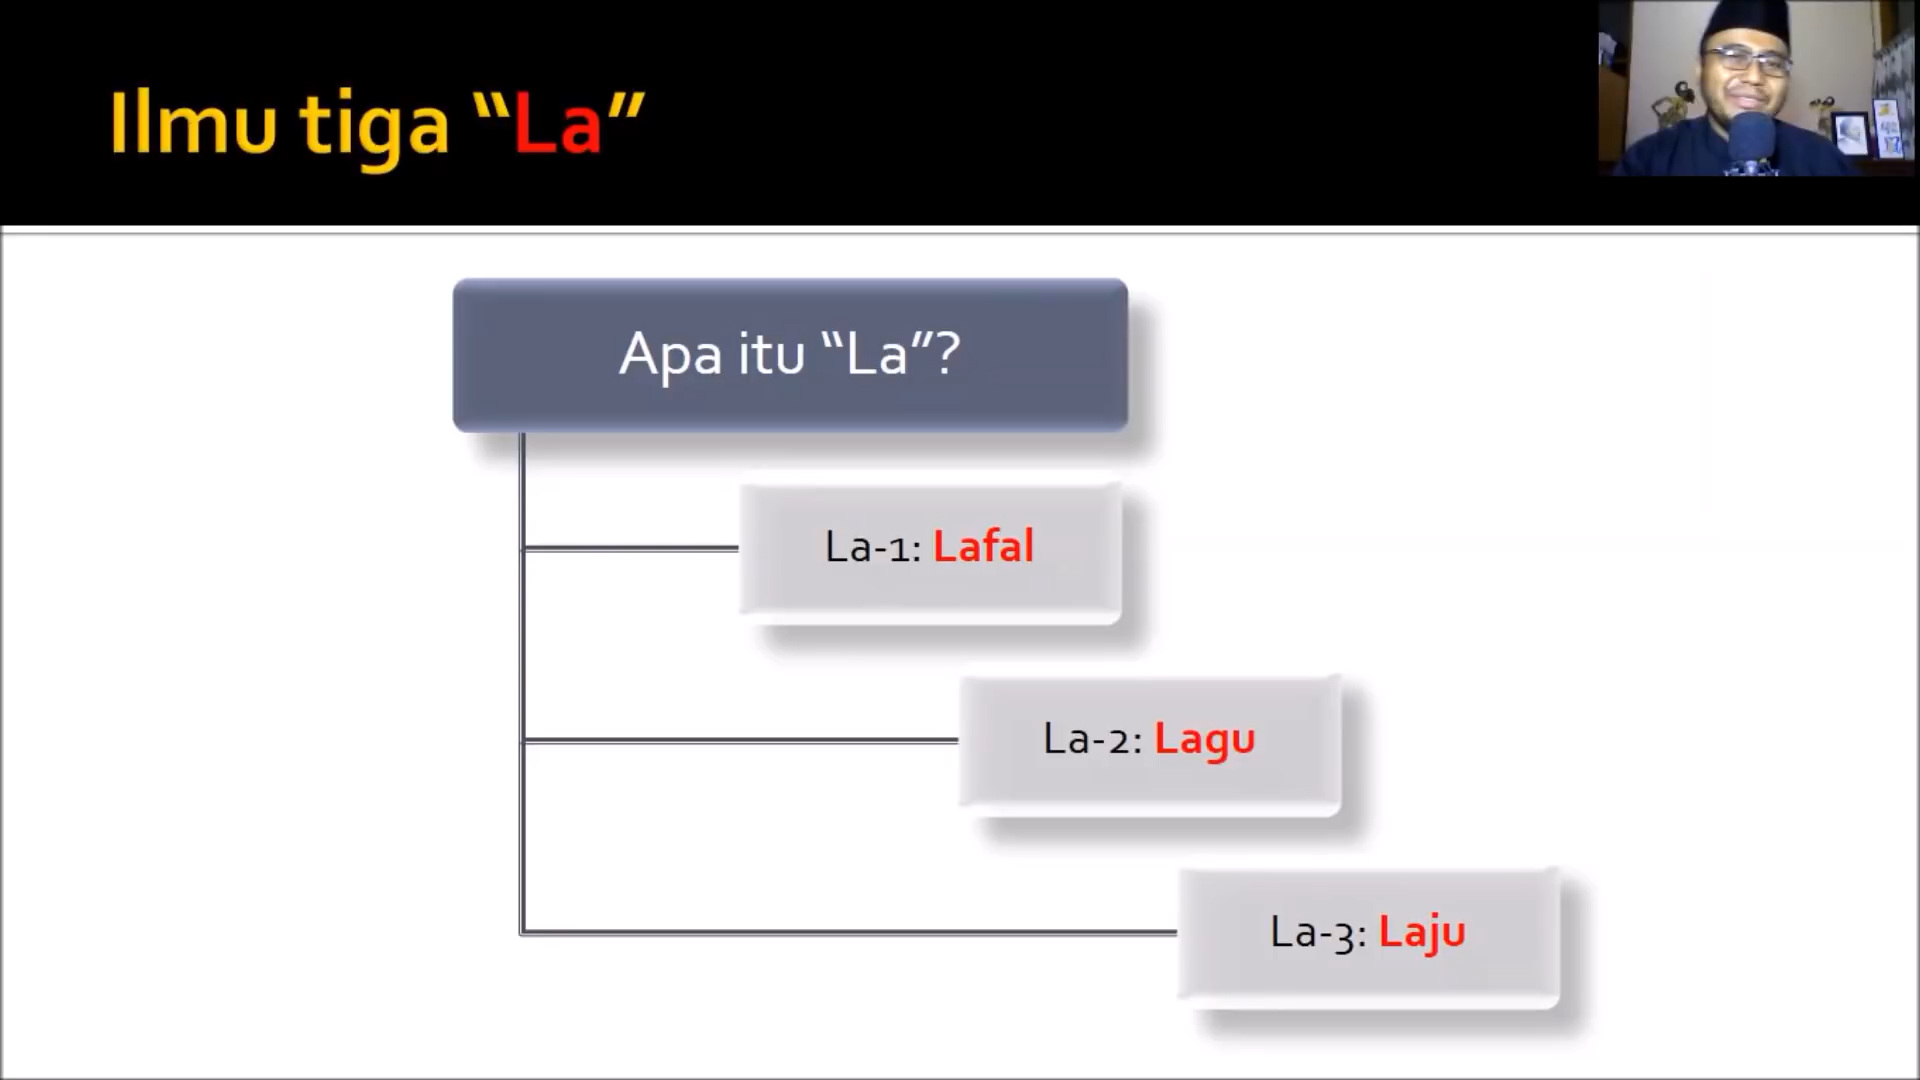 Ilmu tiga “La”
Apa itu “La”?
La-1: Lafal
La-2: Lagu
La-3: Laju